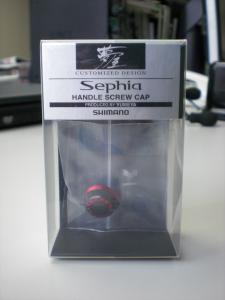 CUSTOMIZED DESIGN
Sephia
HANDLE SCREW CAP
PRODUCED BY YUMEYA
SHIMANO